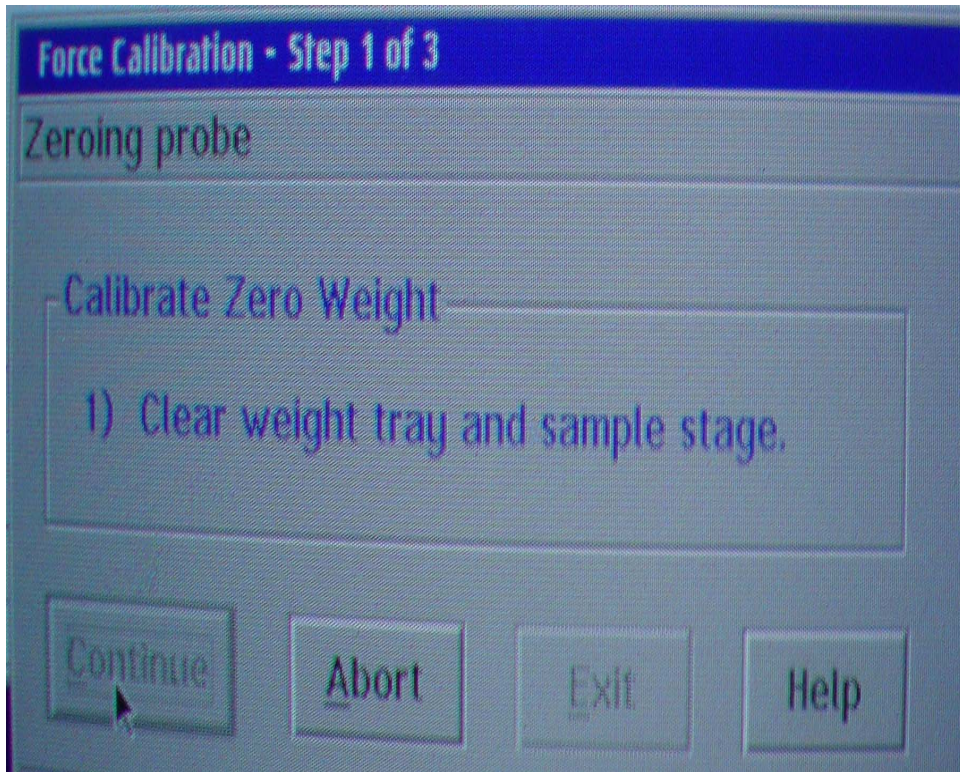 Force Calibration - Step 1 of 3
Zeroing probe
Calibrate Zero Weight
1) Clear weight tray and sample stage.
Continue Abort Exit Help